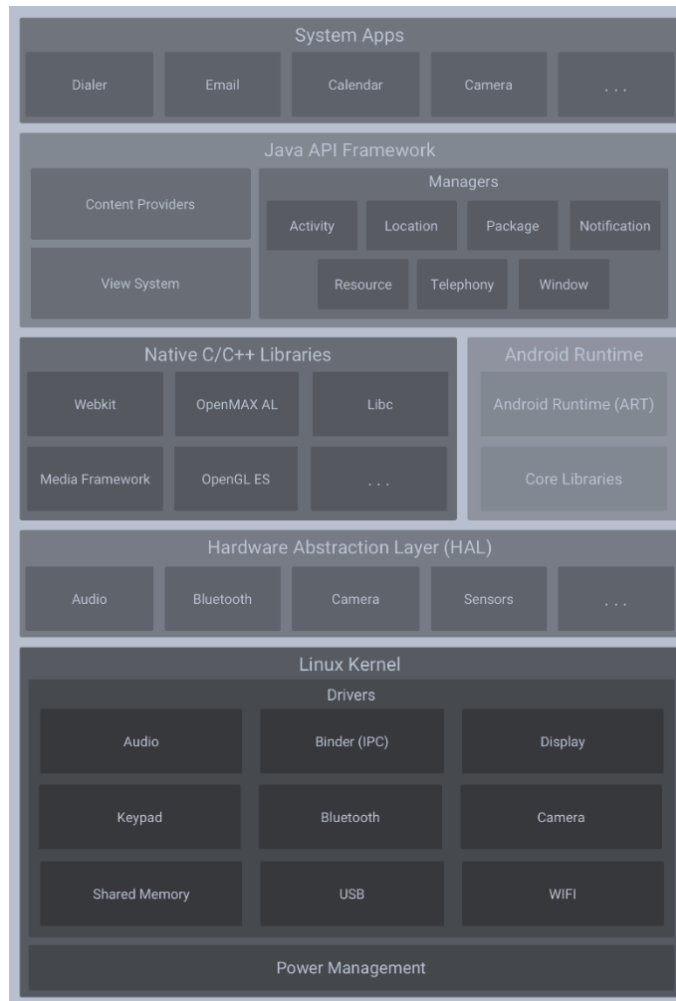 System Apps
Dialer Email Calendar Camera . . .
Java API Framework
Managers
Content Providers
Activity Location Package Notification
View System
Resource Telephony Window
Native C/C++ Libraries
Webkit OpenMAX AL Libc
Media Framework OpenGL ES . . .
Android Runtime
Android Runtime (ART)
Core Libraries
Hardware Abstraction Layer (HAL)
Audio Bluetooth Camera Sensors . . .
Linux Kernel
Drivers
Audio Binder (IPC) Display
Keypad Bluetooth Camera
Shared Memory USB WIFI
Power Management